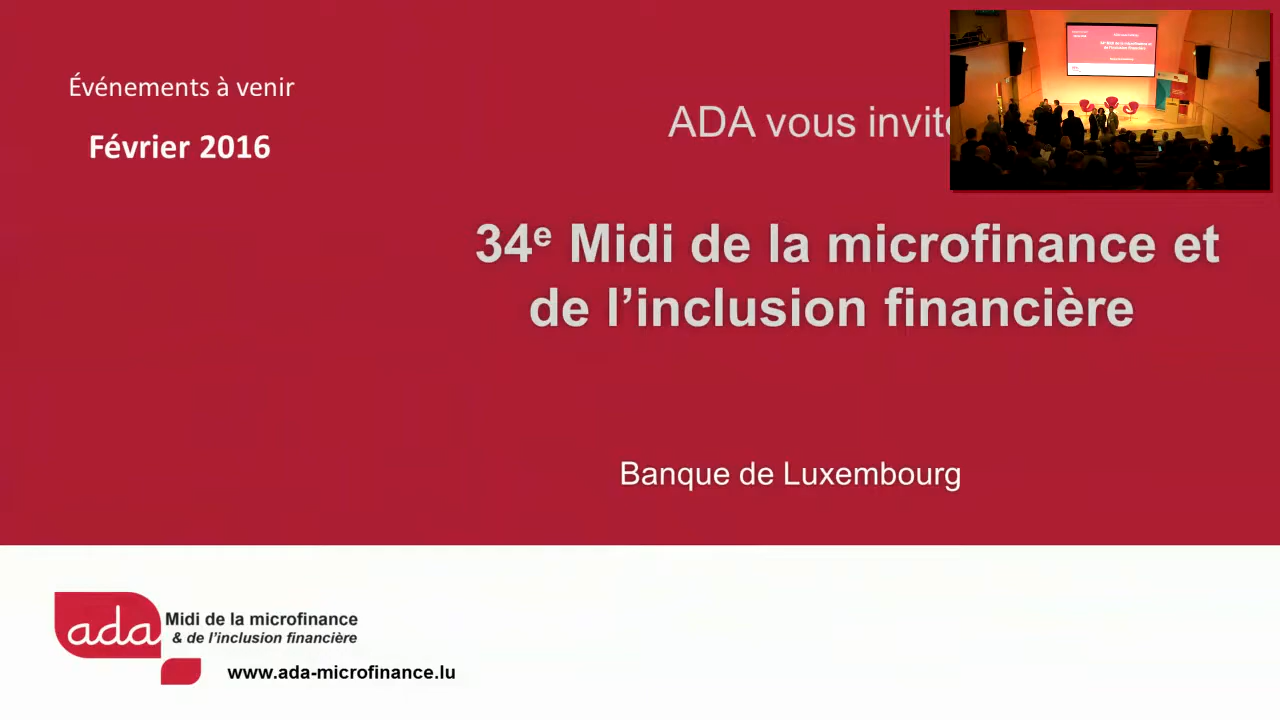 Événements à venir
Février 2016
ADA vous invite
34e Midi de la microfinance et
de l’inclusion financière
Banque de Luxembourg
ada
Midi de la microfinance
& de l’inclusion financière
www.ada-microfinance.lu